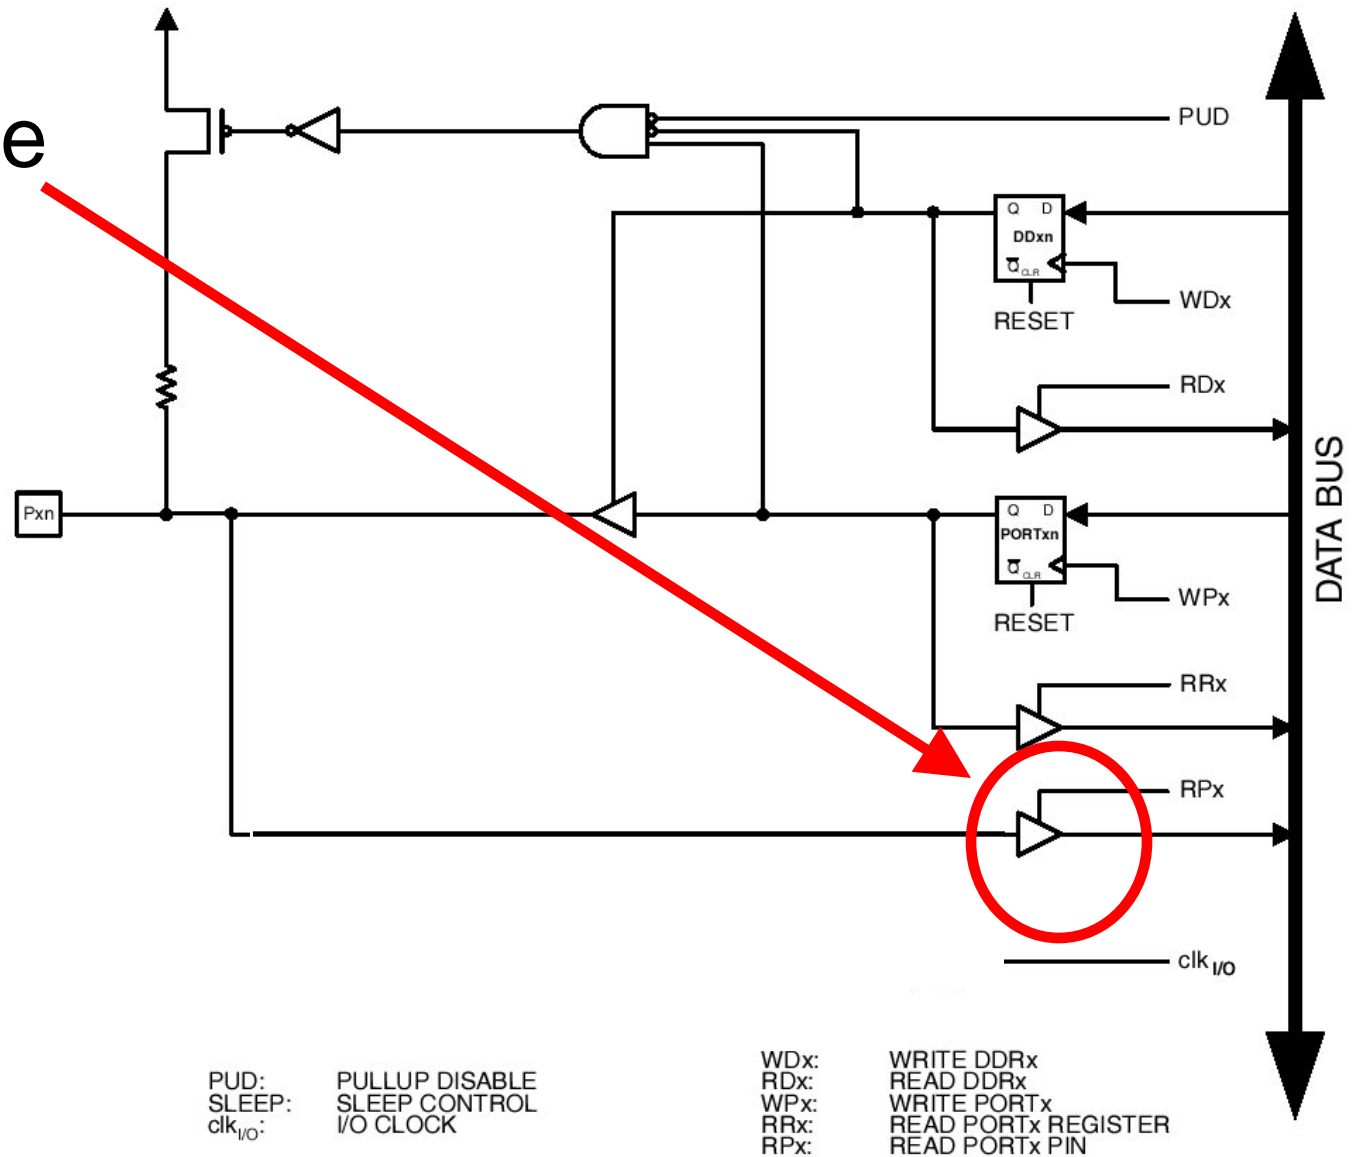 e
PUD
Q D
DDxn
Q CLR
WDx
RESET
RDx
Pxn
Q D
PORTxn
Q CLR
WPx
RESET
RRx
RPx
clk I/O
DATA BUS
PUD: PULLUP DISABLE
SLEEP: SLEEP CONTROL
clkI/O: I/O CLOCK
WDx: WRITE DDRx
RDx: READ DDRx
WPx: WRITE PORTx
RRx: READ PORTx REGISTER
RPx: READ PORTx PIN